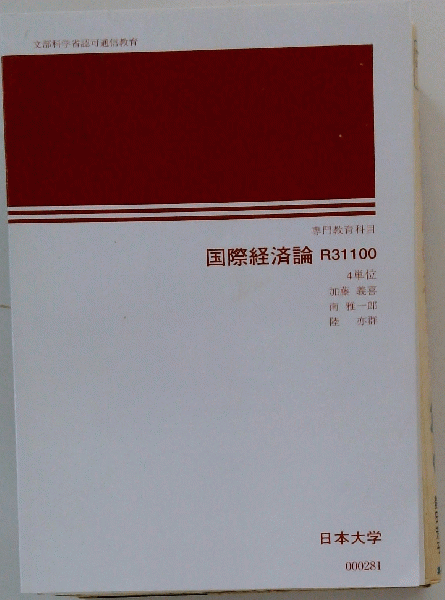 文部科学省認可通信教育
専門教育科目
国際経済論 R31100
4単位
加藤 義喜
南 雅一郎
陸 亦群
日本大学
000281